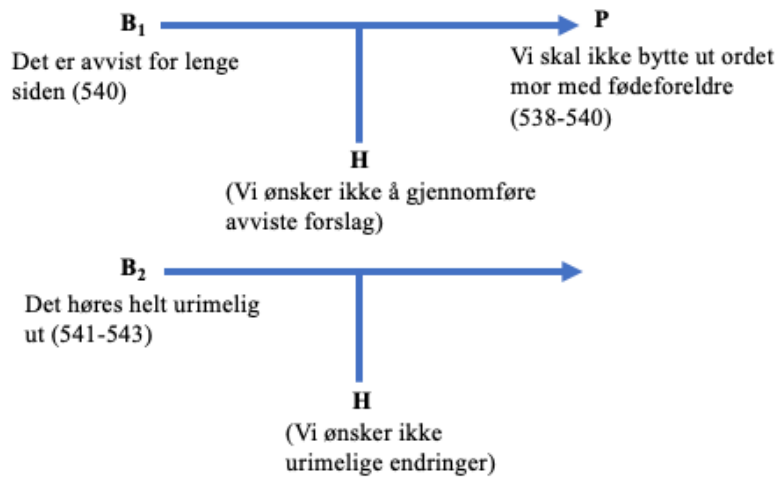 B₁
P
Det er avvist for lenge
siden (540)
Vi skal ikke bytte ut ordet
mor med fødeforeldre
(538-540)
H
(Vi ønsker ikke å gjennomføre
avviste forslag)
B₂
Det høres helt urimelig
ut (541-543)
H
(Vi ønsker ikke
urimelige endringer)